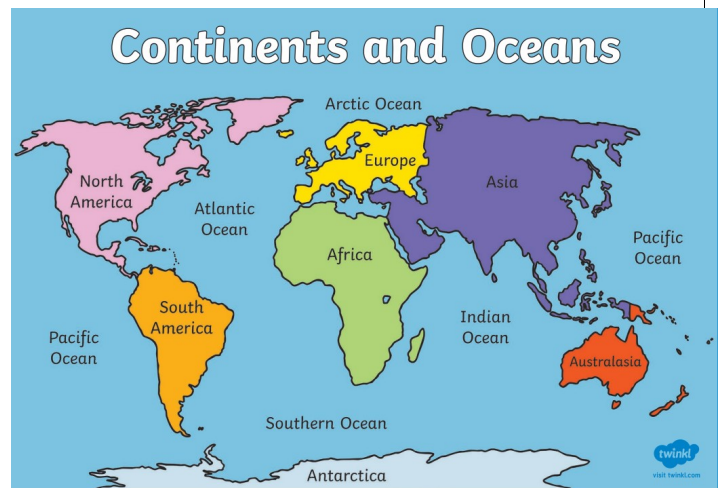 Continents and Oceans
Arctic Ocean
Europe
North
America
Asia
Atlantic
Ocean
Africa
Pacific
Ocean
South
America
Indian
Ocean
Pacific
Ocean
Australasia
Southern Ocean
Antarctica
twinkl
visit twinkl.com